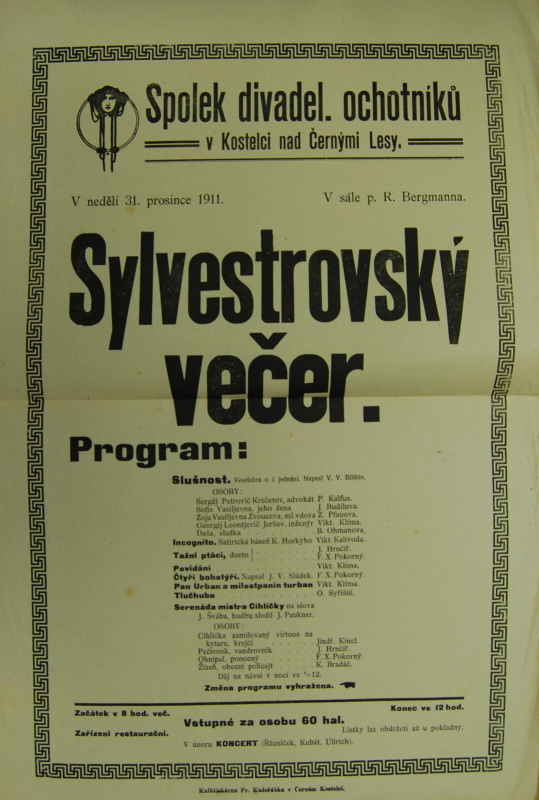 Spolek divadel. ochotníků
v Kostelci nad Černými Lesy.
V neděli 31. prosince 1911. V sále p. R. Bergmanna.
Sylvestrovský
večer.
Program:
Slušnost. Veselohra o 1 jednání. Napsal V. V. Bilibin.
OSOBY:
Sergěj Petrovič Krečetov, advokát P. Kalfus.
Sofie Vasiljevna, jeho žena J. Budilova.
Zoja Vasiljevna Zvouceva, ml. vdova Z. Pfauova.
Georgij Leontjevič Jeršov, inženýr Vikt. Klíma.
Daša, služka B. Ohmanova.
Incognito. Satirická báseň K. Horkýho Vikt. Kalivoda.
Tažní ptáci, dueto J. Hrnčíř.
F. X. Pokorný.
Povídání Vikt. Klíma.
Čtyři bohatýři. Napsal J. V. Sládek. F. X. Pokorný.
Pan Urban a milostpanin turban Vikt. Klíma.
Tlučhuba O. Syřiště.
Serenáda mistra Cihličky na slova
J. Švába, hudbu složil J. Paukner.
OSOBY:
Cihlička zamilovaný virtuos na
kytaru, krejčí Jindř. Kincl.
Pečivosk, vandrovník J. Hrnčíř.
Ohnipal, ponocný F. X. Pokorný.
Žízeň, obecní policajt K. Bradáč.
Děj na návsi v noci ve 12.
Změna programu vyhražena.
Začátek v 8 hod. več. Konec ve 12 hod.
Vstupné za osobu 60 hal.
Zařízení restaurační. Lístky lze obdržeti až u pokladny.
V únoru KONCERT (Řšaníček, Kubát, Ullrich).
Knihtiskárna Fr. Kadeřábka v Černém Kostelci.